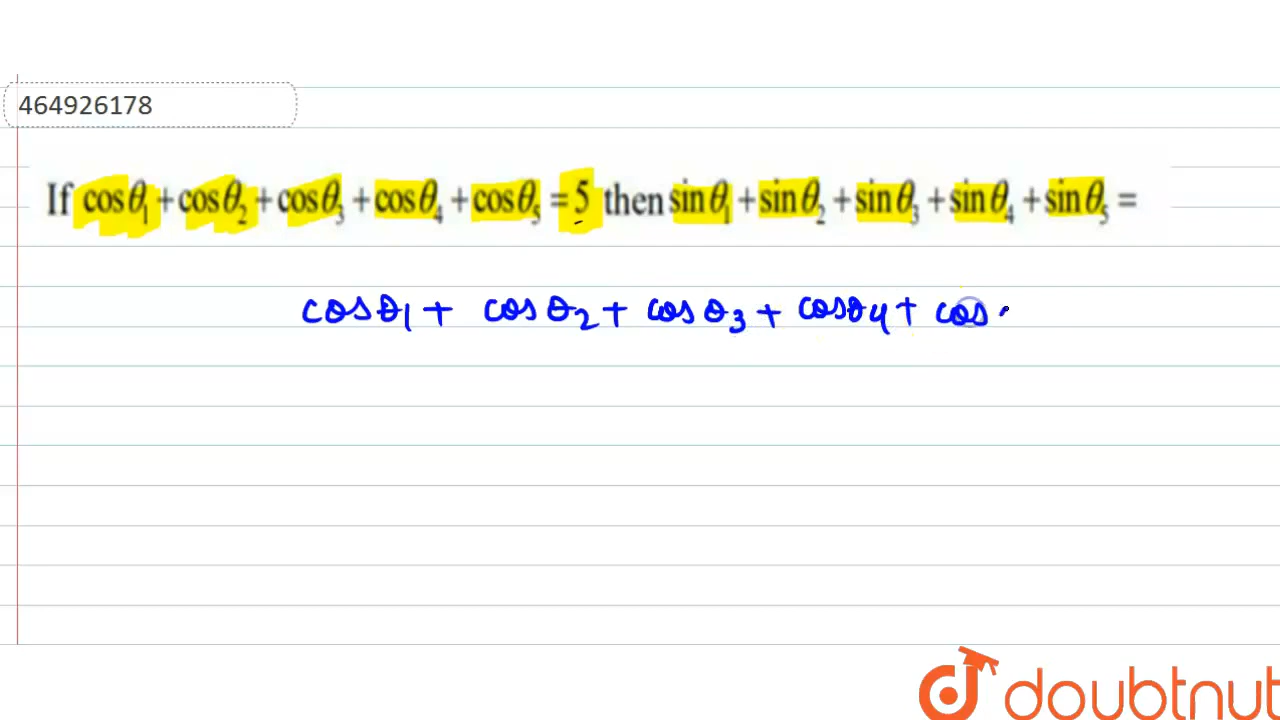 464926178
If cosθ₁ + cosθ₂ + cosθ₃ + cosθ₄ + cosθ₅ = 5 then sinθ₁ + sinθ₂ + sinθ₃ + sinθ₄ + sinθ₅ =
cosθ₁ + cosθ₂ + cosθ₃ + cosθ₄ + cos
doubtnut